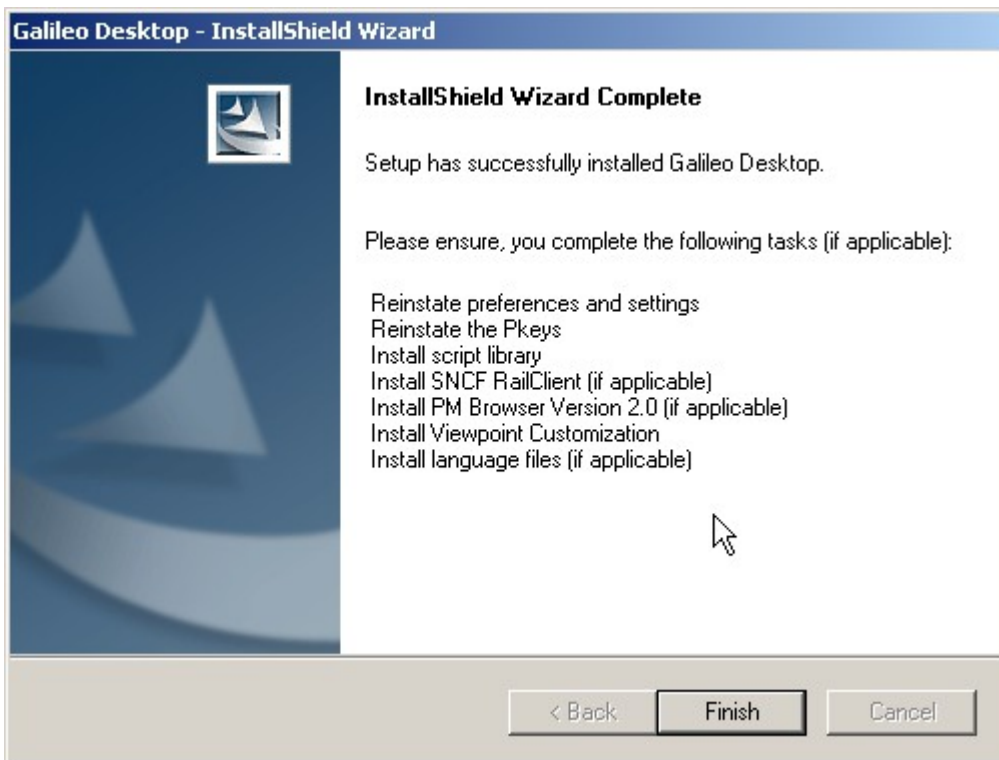 Galileo Desktop - InstallShield Wizard
InstallShield Wizard Complete
Setup has successfully installed Galileo Desktop.
Please ensure, you complete the following tasks (if applicable):
Reinstate preferences and settings
Reinstate the Pkeys
Install script library
Install SNCF RailClient (if applicable)
Install PM Browser Version 2.0 (if applicable)
Install Viewpoint Customization
Install language files (if applicable)
< Back
Finish
Cancel